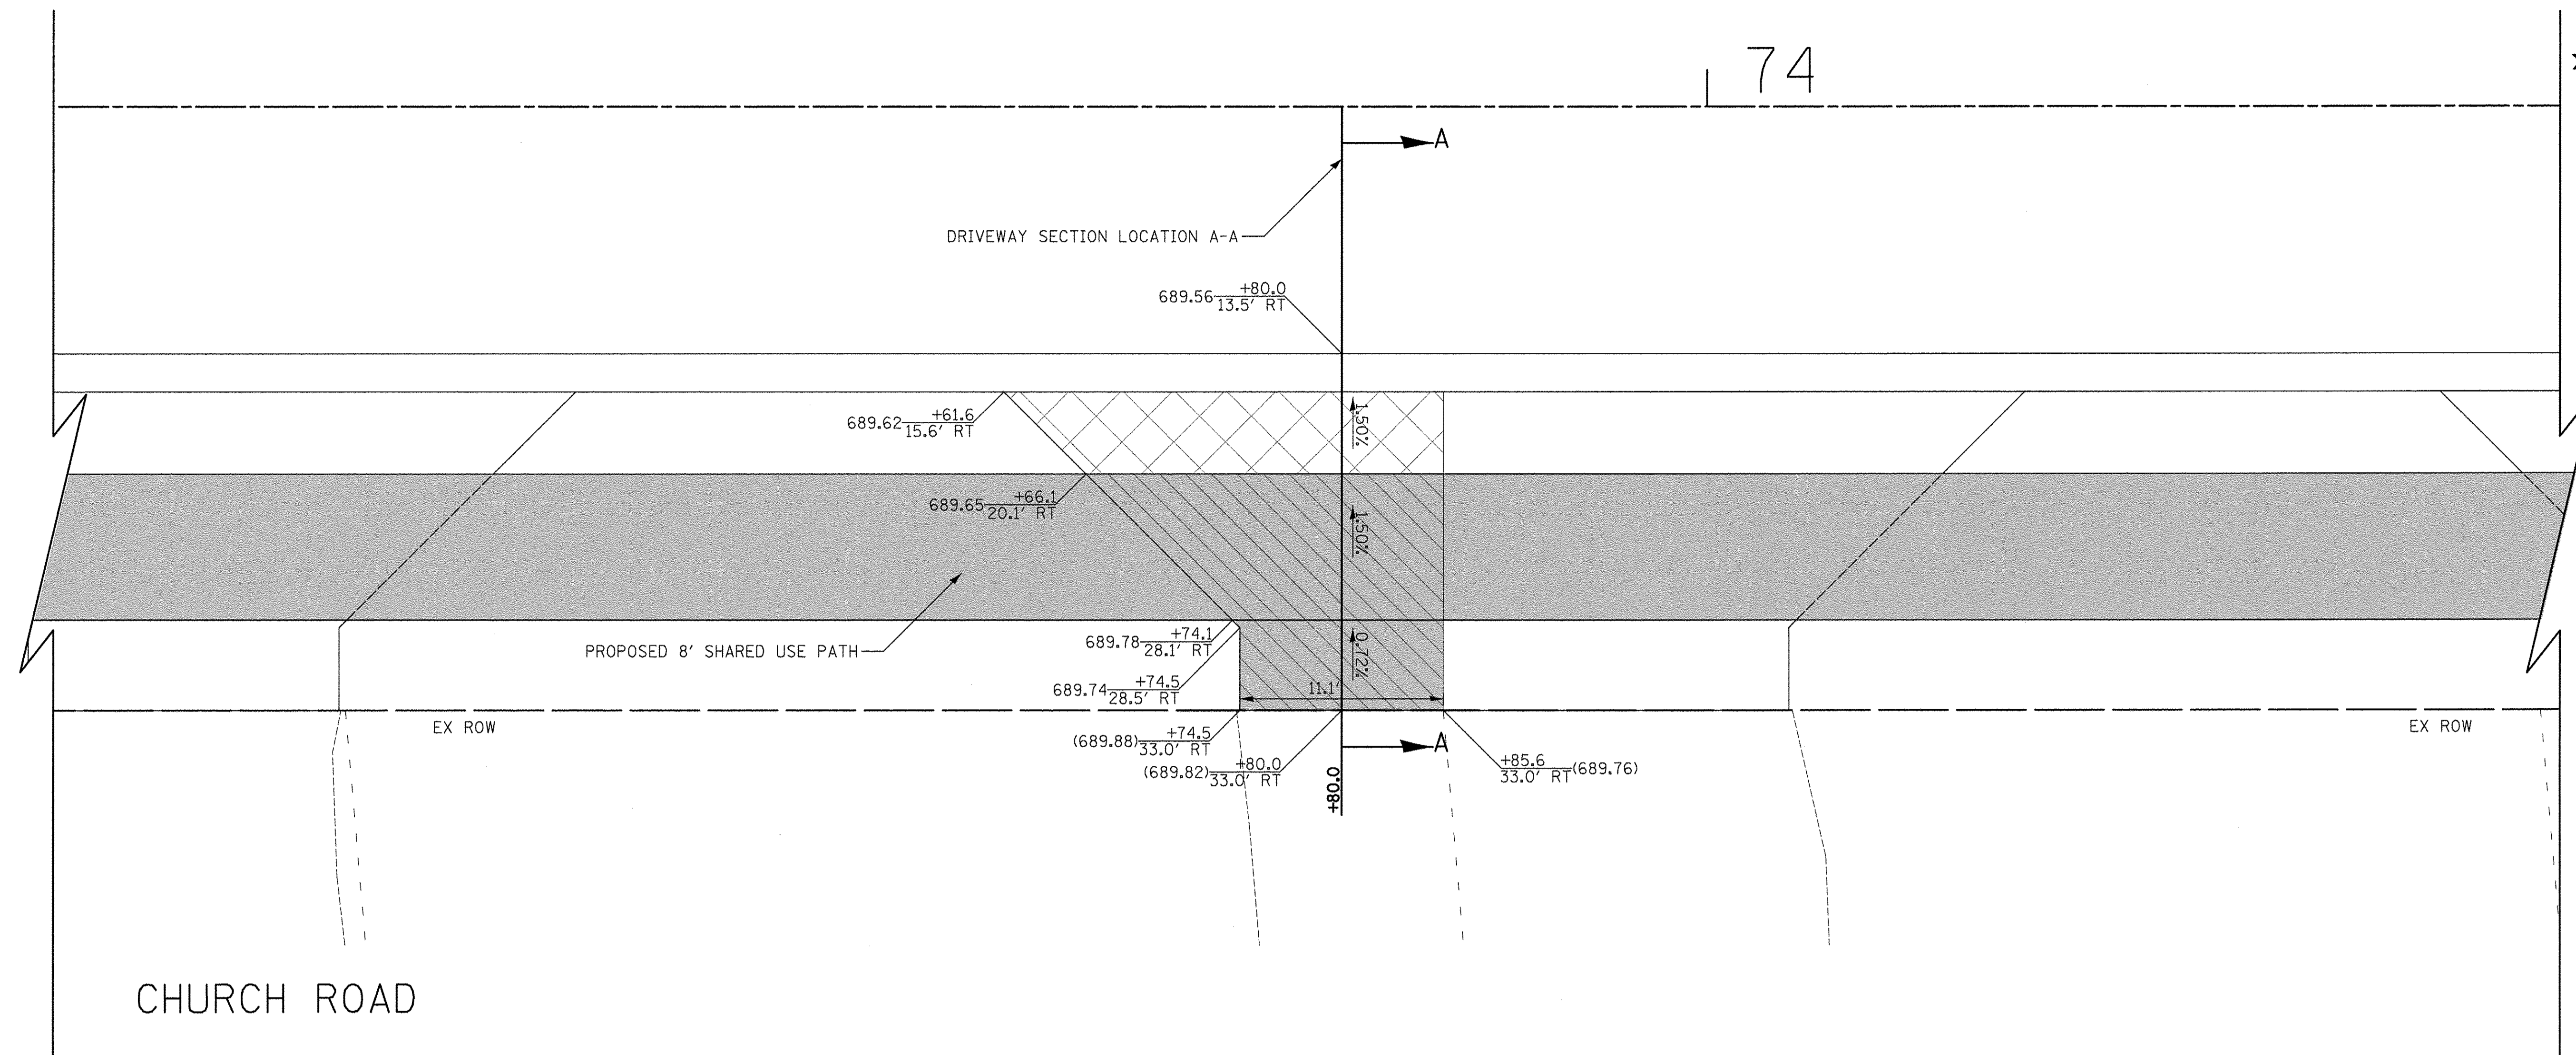 74
A
DRIVEWAY SECTION LOCATION A-A
+80.0
689.56
13.5' RT
+61.6
689.62
15.6' RT
1.50%
+66.1
689.65
20.1' RT
1.50%
PROPOSED 8' SHARED USE PATH
+74.1
689.78
28.1' RT
0.72%
+74.5
689.74
28.5' RT
11.1'
EX ROW
EX ROW
+74.5
(689.88)
33.0' RT
A
+80.0
(689.82)
33.0' RT
+85.6
33.0' RT
(689.76)
+80.0
CHURCH ROAD